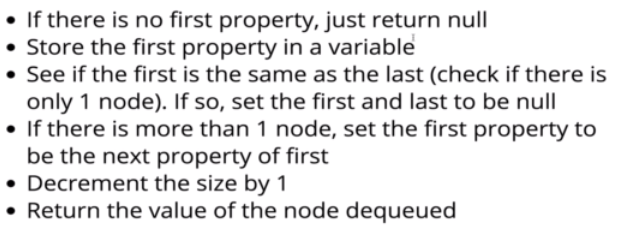 • If there is no first property, just return null
• Store the first property in a variable
• See if the first is the same as the last (check if there is
only 1 node). If so, set the first and last to be null
• If there is more than 1 node, set the first property to
be the next property of first
• Decrement the size by 1
• Return the value of the node dequeued